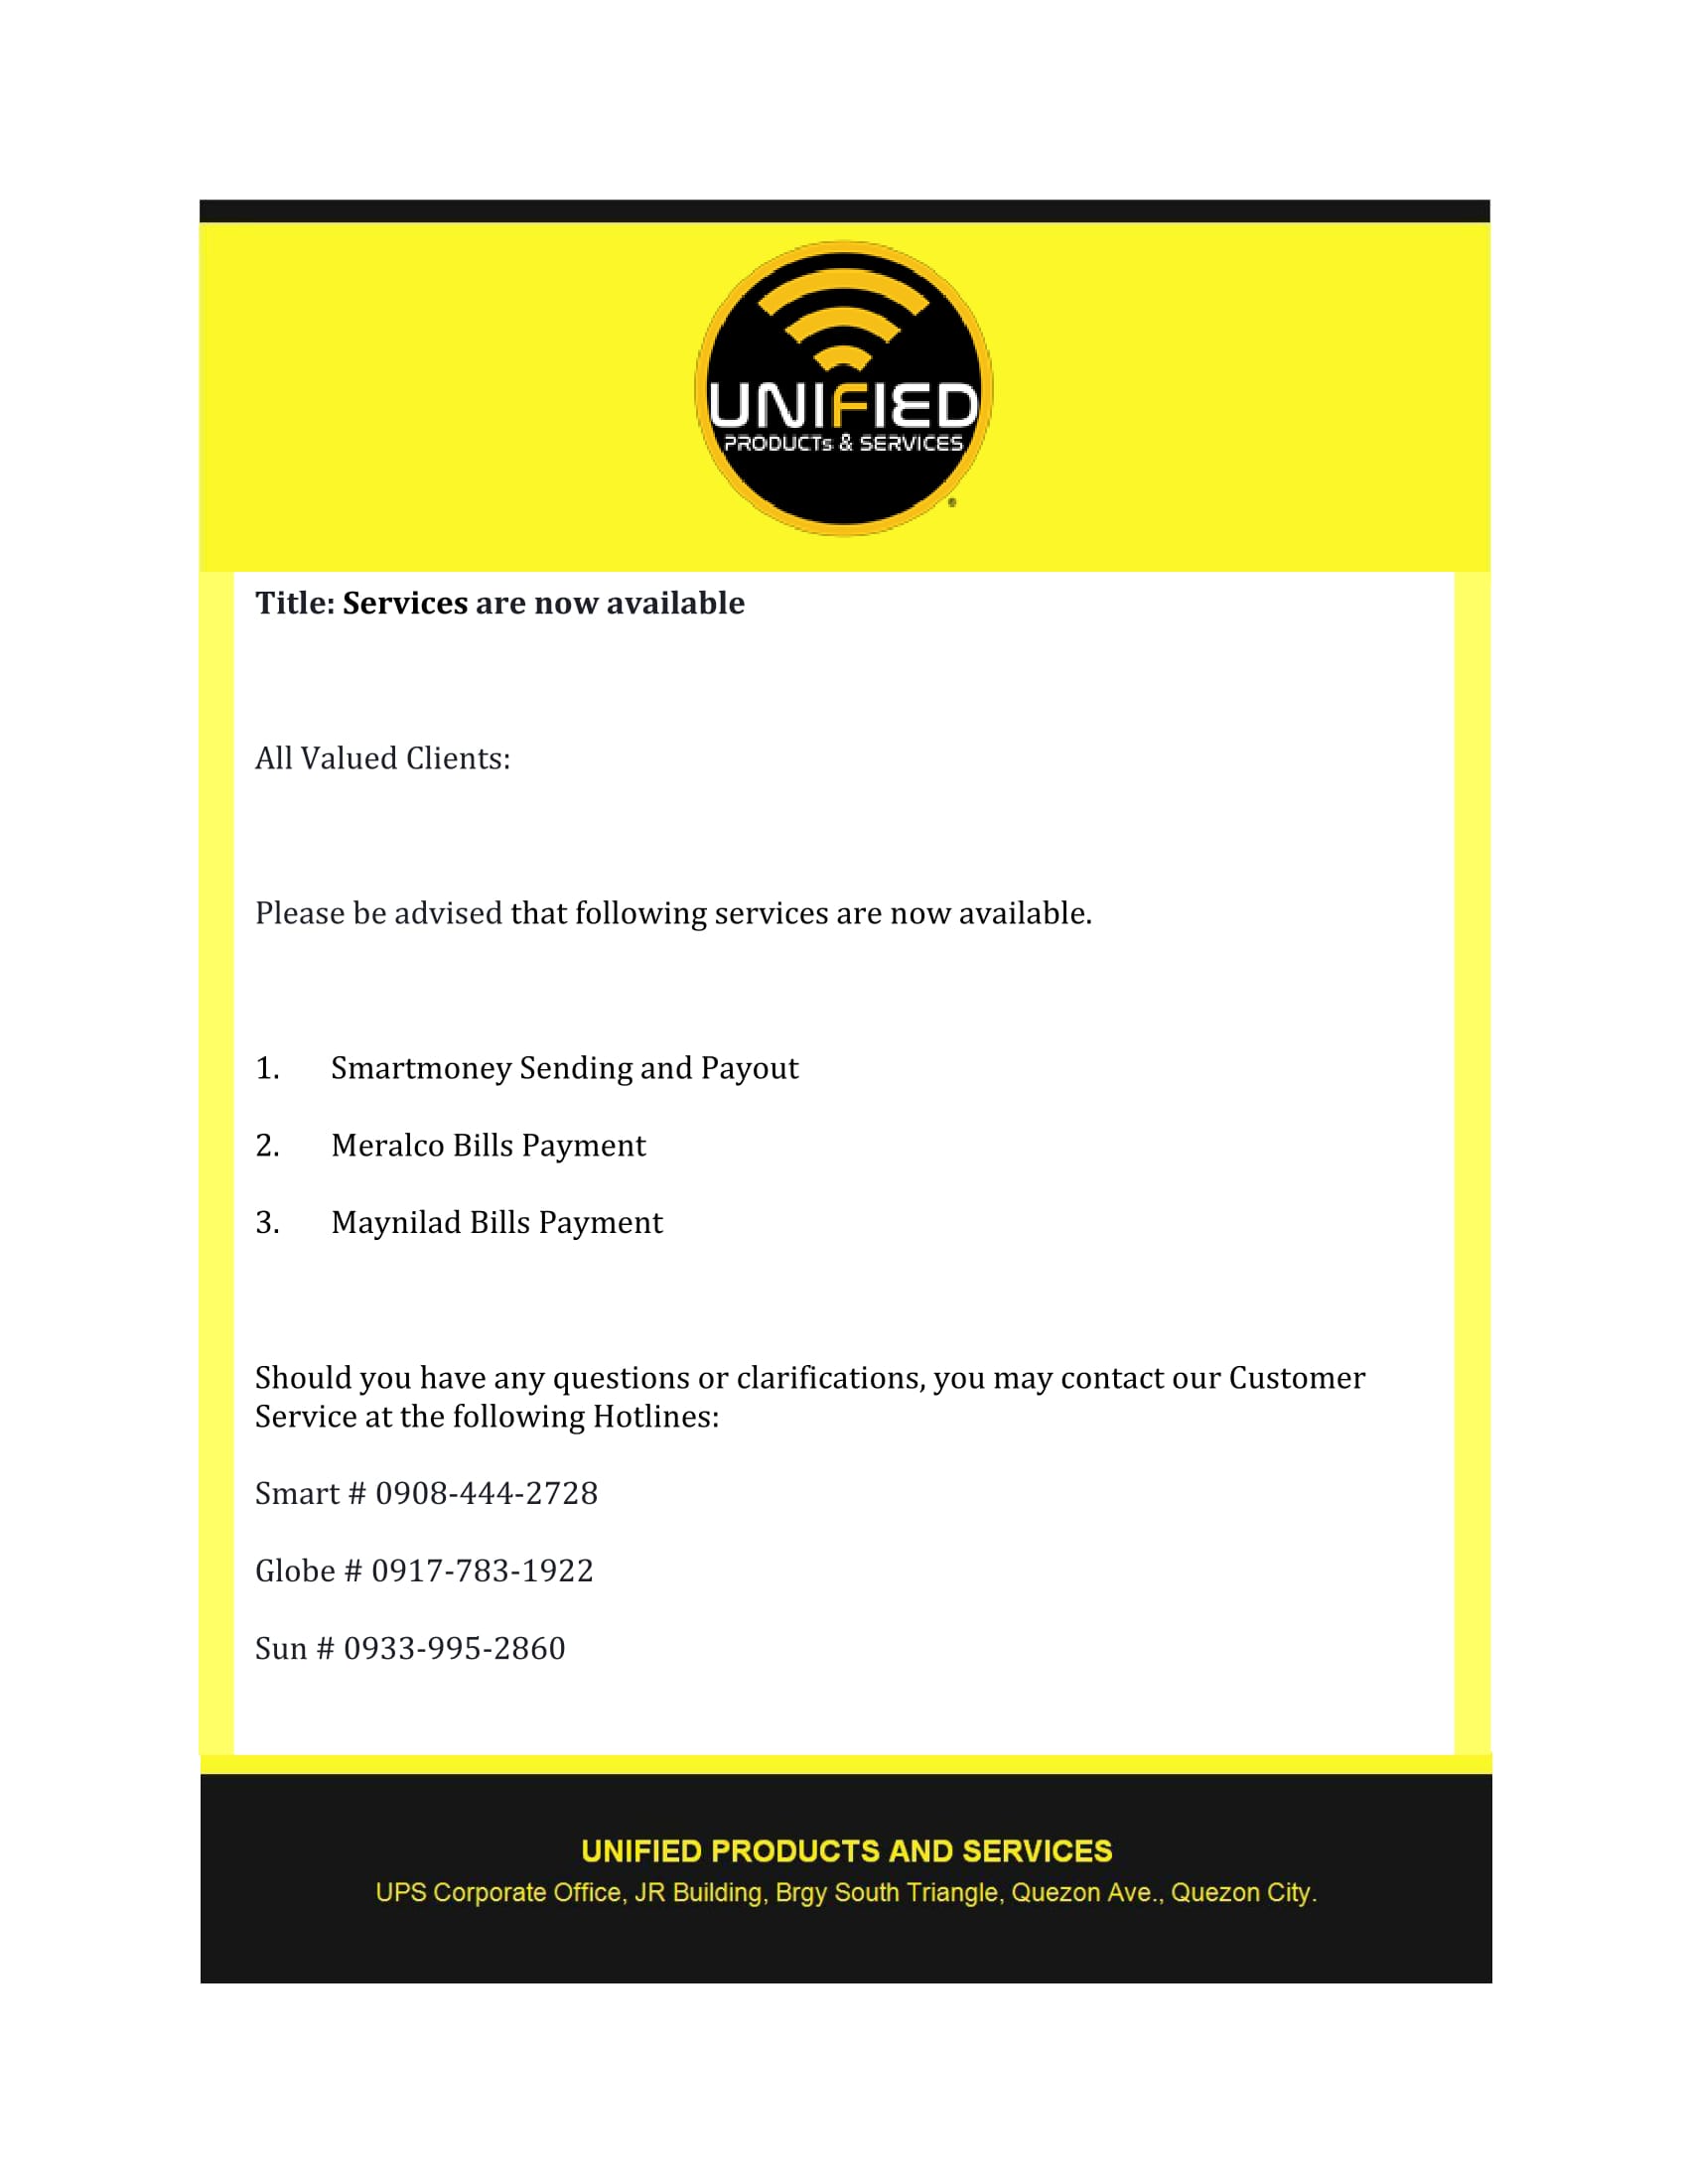 UNIFIED
PRODUCTs & SERVICES
®
Title: Services are now available
All Valued Clients:
Please be advised that following services are now available.
1. Smartmoney Sending and Payout
2. Meralco Bills Payment
3. Maynilad Bills Payment
Should you have any questions or clarifications, you may contact our Customer
Service at the following Hotlines:
Smart # 0908-444-2728
Globe # 0917-783-1922
Sun # 0933-995-2860
UNIFIED PRODUCTS AND SERVICES
UPS Corporate Office, JR Building, Brgy South Triangle, Quezon Ave., Quezon City.